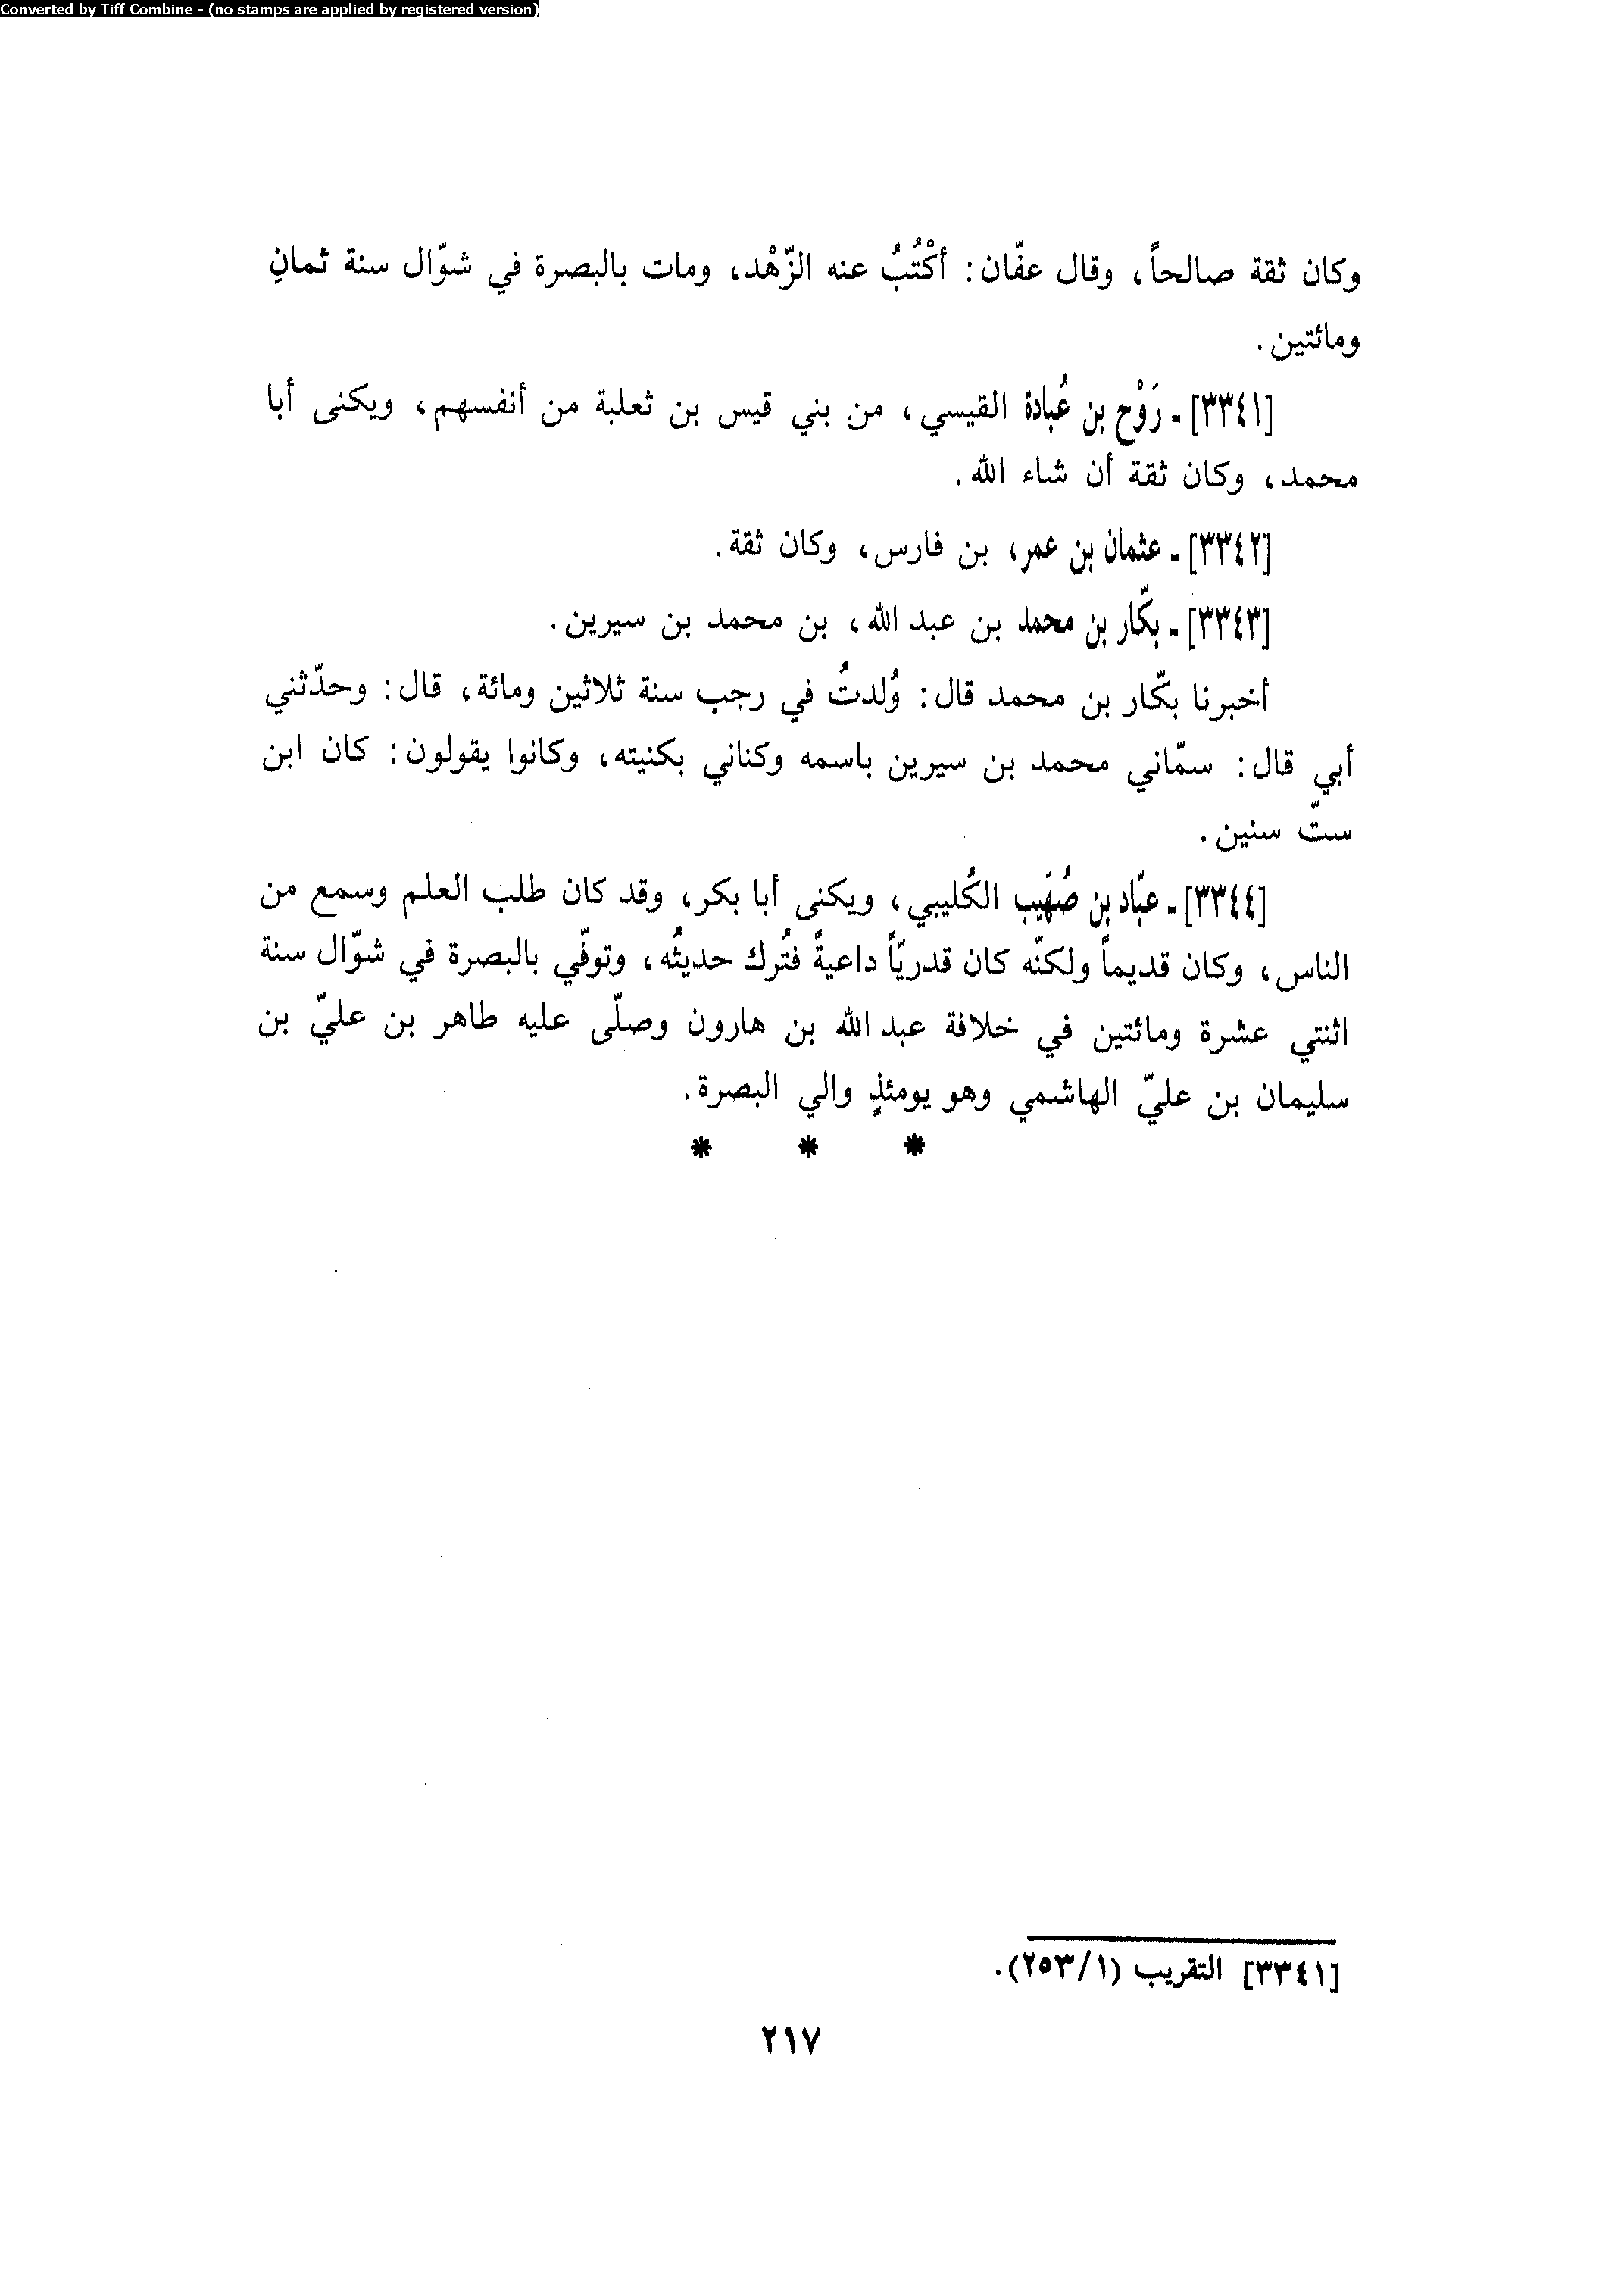 Converted by Tiff Combine - (no stamps are applied by registered version)
وكان ثقة صالحاً، وقال عفّان: أكْتُبُ عنه الزّهْد، ومات بالبصرة في شوّال سنة ثمانِ
ومائتين.
[٣٣٤١] - رَوْح بن عُبادة القيسي، من بني قيس بن ثعلبة من أنفسهم، ويكنى أبا
محمد، وكان ثقة أن شاء الله.
[٣٣٤٢] - عثمان بن عمر، بن فارس، وكان ثقة.
[٣٣٤٣] - بكّار بن محمد بن عبد الله، بن محمد بن سيرين.
أخبرنا بكّار بن محمد قال: وُلدتُ في رجب سنة ثلاثين ومائة، قال: وحدّثني
أبي قال: سمّاني محمد بن سيرين باسمه وكناني بكنيته، وكانوا يقولون: كان ابن
ستّ سنين.
[٣٣٤٤] - عبّاد بن صُهَيب الكُليبي، ويكنى أبا بكر، وقد كان طلب العلم وسمع من
الناس، وكان قديماً ولكنّه كان قدريّاً داعيةً فتُرك حديثُه، وتوفّي بالبصرة في شوّال سنة
اثنتي عشرة ومائتين في خلافة عبد الله بن هارون وصلّى عليه طاهر بن عليّ بن
سليمان بن عليّ الهاشمي وهو يومئذٍ والي البصرة.
* * *
[٣٣٤١] التقريب (٢٥٣/١).
٢١٧